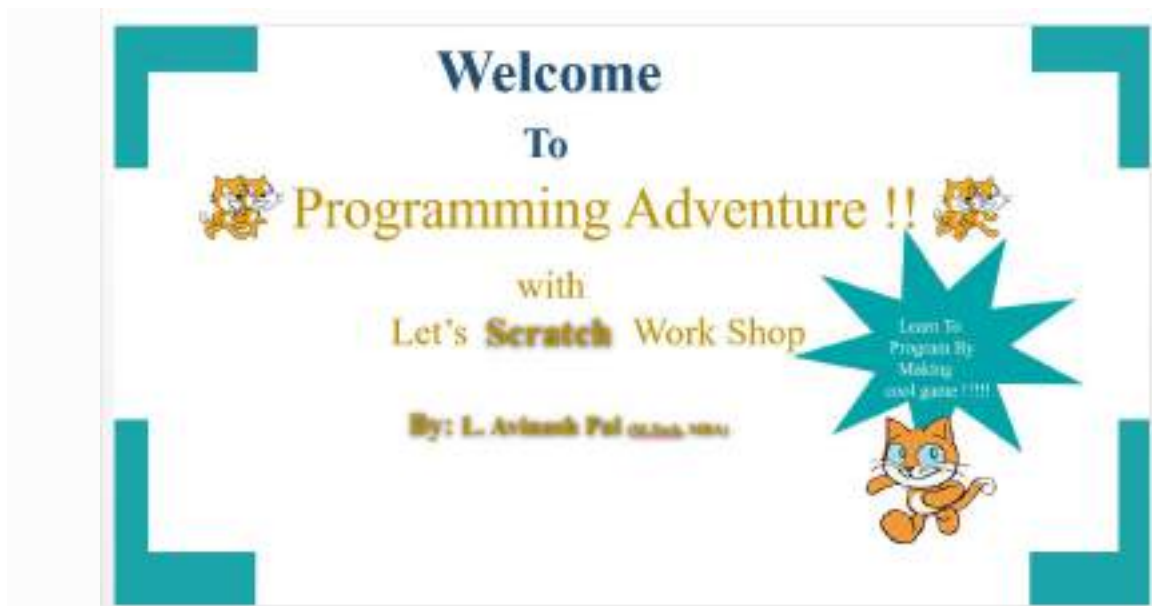 Welcome
To
Programming Adventure !!
with
Let's Scratch Work Shop
Learn To
Program By
Making
cool game !!!!!
By: L. Avinash Pal